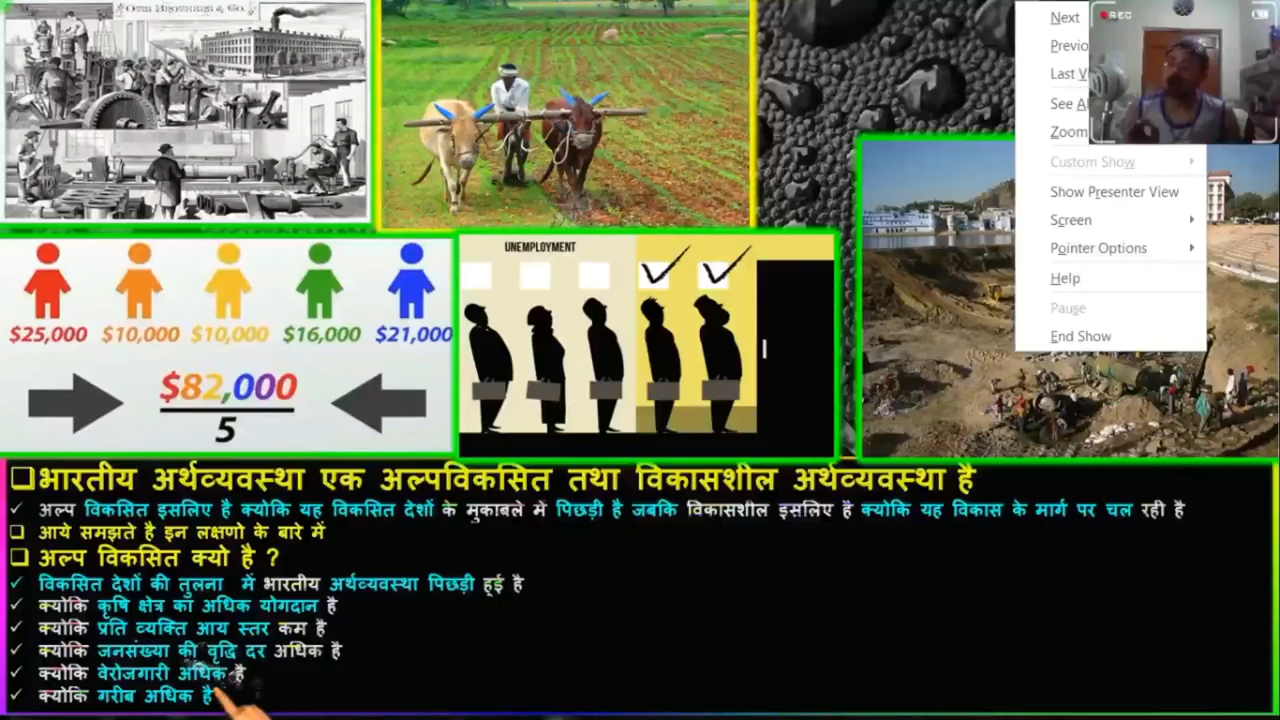 Next
Previo
Last V
See Al
Zoom
Custom Show
Show Presenter View
Screen
Pointer Options
Help
Pause
End Show
REC
UNEMPLOYMENT
$25,000 $10,000 $10,000 $16,000 $21,000
$82,000
5
भारतीय अर्थव्यवस्था एक अल्पविकसित तथा विकासशील अर्थव्यवस्था है
अल्प विकसित इसलिए है क्योकि यह विकसित देशों के मुकाबले में पिछड़ी है जबकि विकासशील इसलिए है क्योकि यह विकास के मार्ग पर चल रही है
आये समझते है इन लक्षणो के बारे में
अल्प विकसित क्यो है ?
विकसित देशों की तुलना में भारतीय अर्थव्यवस्था पिछड़ी हुई है
क्योकि कृषि क्षेत्र का अधिक योगदान है
क्योकि प्रति व्यक्ति आय स्तर कम है
क्योकि जनसंख्या की वृद्धि दर अधिक है
क्योकि वेरोजगारी अधिक है
क्योकि गरीब अधिक है